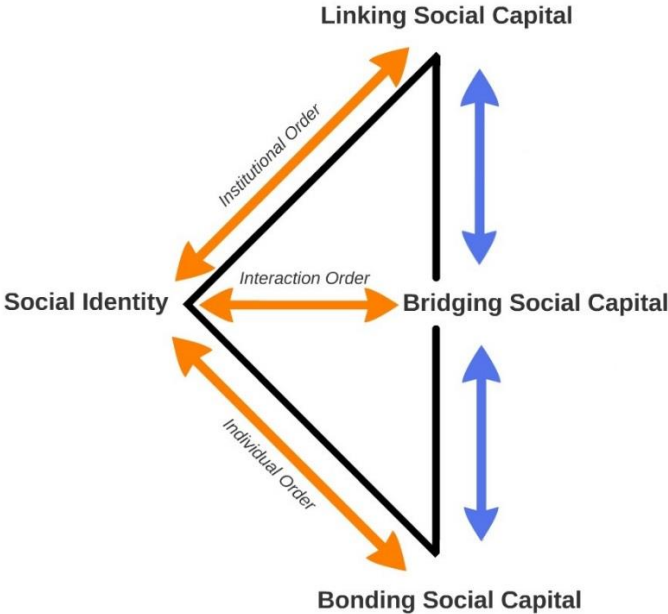 Linking Social Capital
Institutional Order
Interaction Order
Social Identity
Bridging Social Capital
Individual Order
Bonding Social Capital